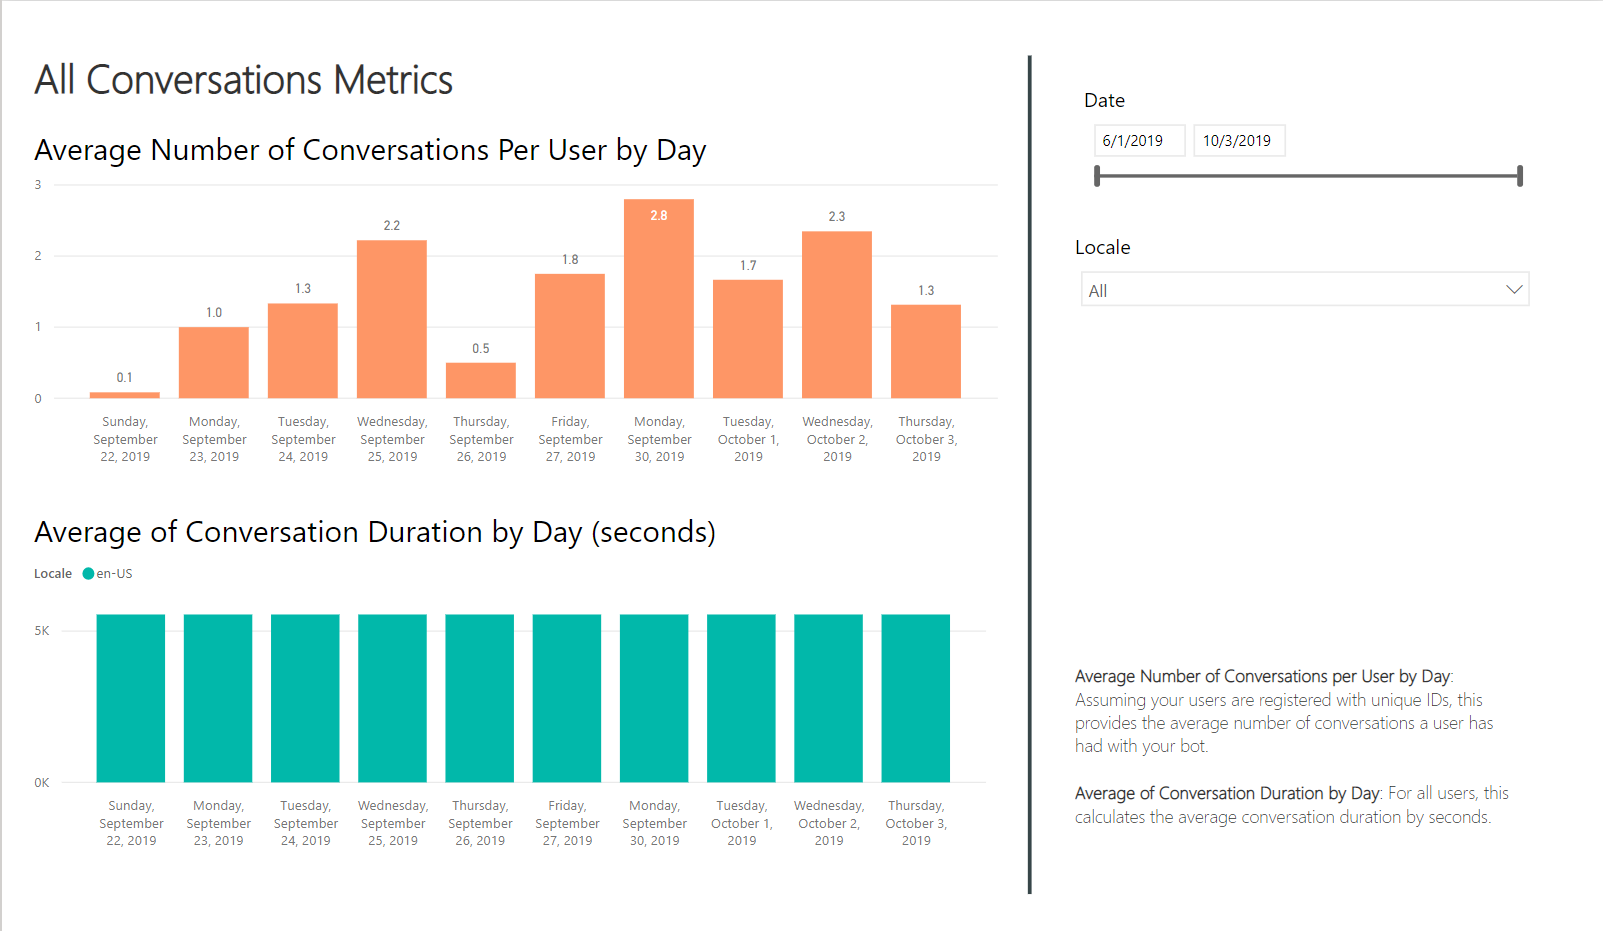 All Conversations Metrics
Average Number of Conversations Per User by Day
3
2
1
0
0.1
1.0
1.3
2.2
0.5
1.8
2.8
1.7
2.3
1.3
Sunday, September 22, 2019
Monday, September 23, 2019
Tuesday, September 24, 2019
Wednesday, September 25, 2019
Thursday, September 26, 2019
Friday, September 27, 2019
Monday, September 30, 2019
Tuesday, October 1, 2019
Wednesday, October 2, 2019
Thursday, October 3, 2019
Average of Conversation Duration by Day (seconds)
Locale en-US
5K
0K
Sunday, September 22, 2019
Monday, September 23, 2019
Tuesday, September 24, 2019
Wednesday, September 25, 2019
Thursday, September 26, 2019
Friday, September 27, 2019
Monday, September 30, 2019
Tuesday, October 1, 2019
Wednesday, October 2, 2019
Thursday, October 3, 2019
Date
6/1/2019 10/3/2019
Locale
All
Average Number of Conversations per User by Day:
Assuming your users are registered with unique IDs, this
provides the average number of conversations a user has
had with your bot.
Average of Conversation Duration by Day: For all users, this
calculates the average conversation duration by seconds.